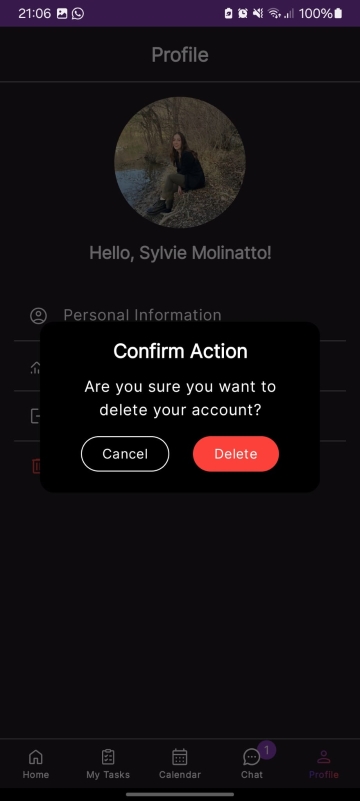 21:06 100%
Profile
Hello, Sylvie Molinatto!
Personal Information
Confirm Action
Are you sure you want to
delete your account?
Cancel Delete
1
Home My Tasks Calendar Chat Profile